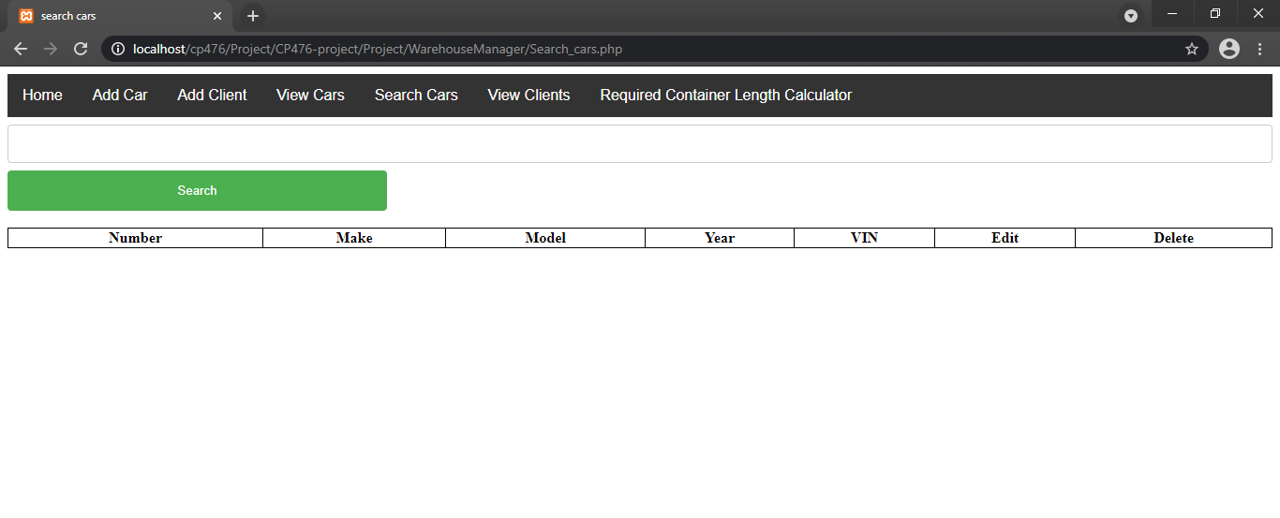 search cars
localhost/cp476/Project/CP476-project/Project/WarehouseManager/Search_cars.php
Home Add Car Add Client View Cars Search Cars View Clients Required Container Length Calculator
Search
Number Make Model Year VIN Edit Delete